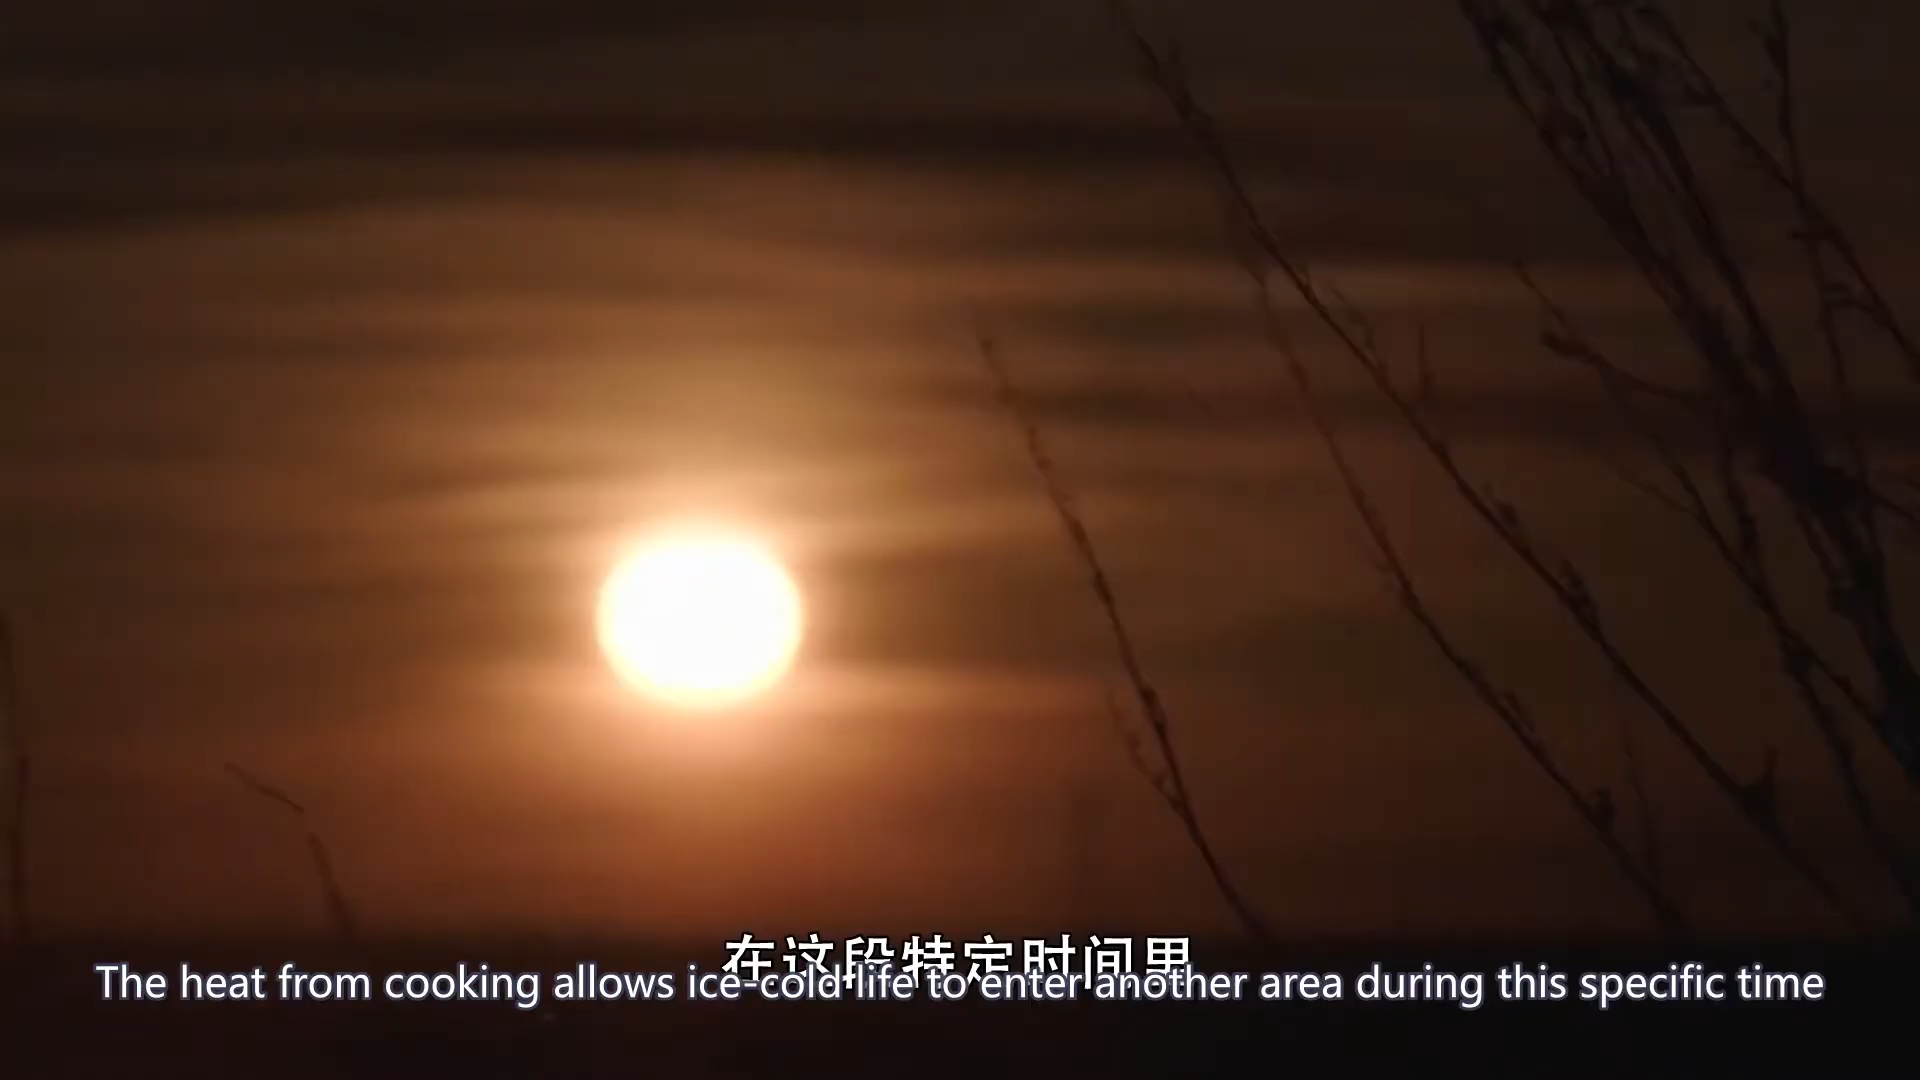 在这段特定时间里
The heat from cooking allows ice-cold life to enter another area during this specific time